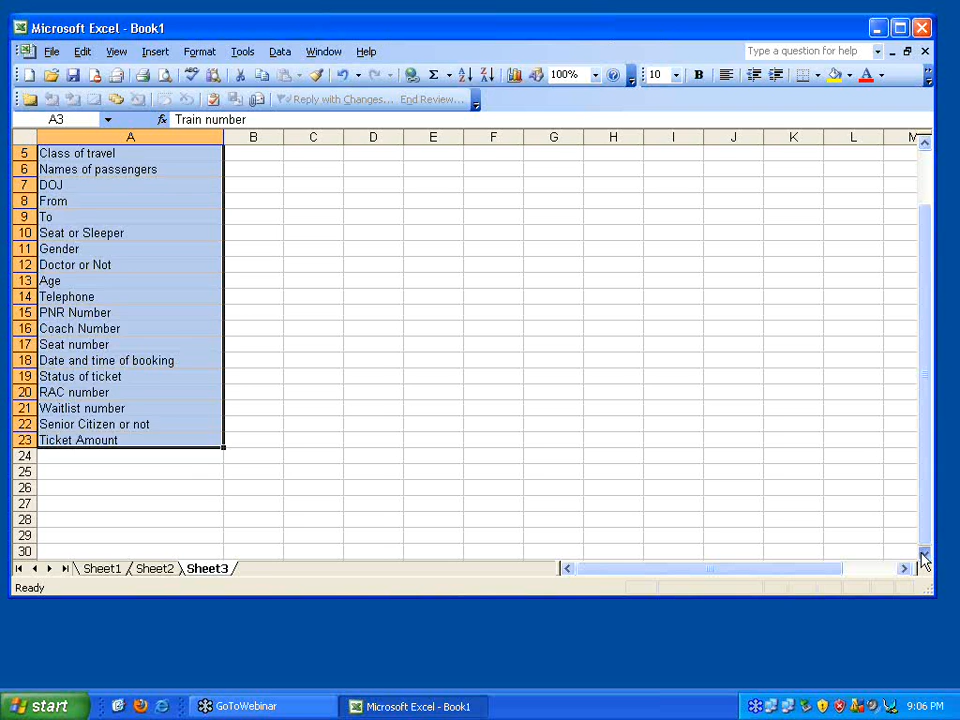 Microsoft Excel - Book1
File Edit View Insert Format Tools Data Window Help
Type a question for help
100%
10
B
Reply with Changes... End Review...
A3
fx
Train number
A B C D E F G H I J K L M
5 Class of travel
6 Names of passengers
7 DOJ
8 From
9 To
10 Seat or Sleeper
11 Gender
12 Doctor or Not
13 Age
14 Telephone
15 PNR Number
16 Coach Number
17 Seat number
18 Date and time of booking
19 Status of ticket
20 RAC number
21 Waitlist number
22 Senior Citizen or not
23 Ticket Amount
24
25
26
27
28
29
30
Sheet1 Sheet2 Sheet3
Ready
start
GoToWebinar
Microsoft Excel - Book1
9:06 PM